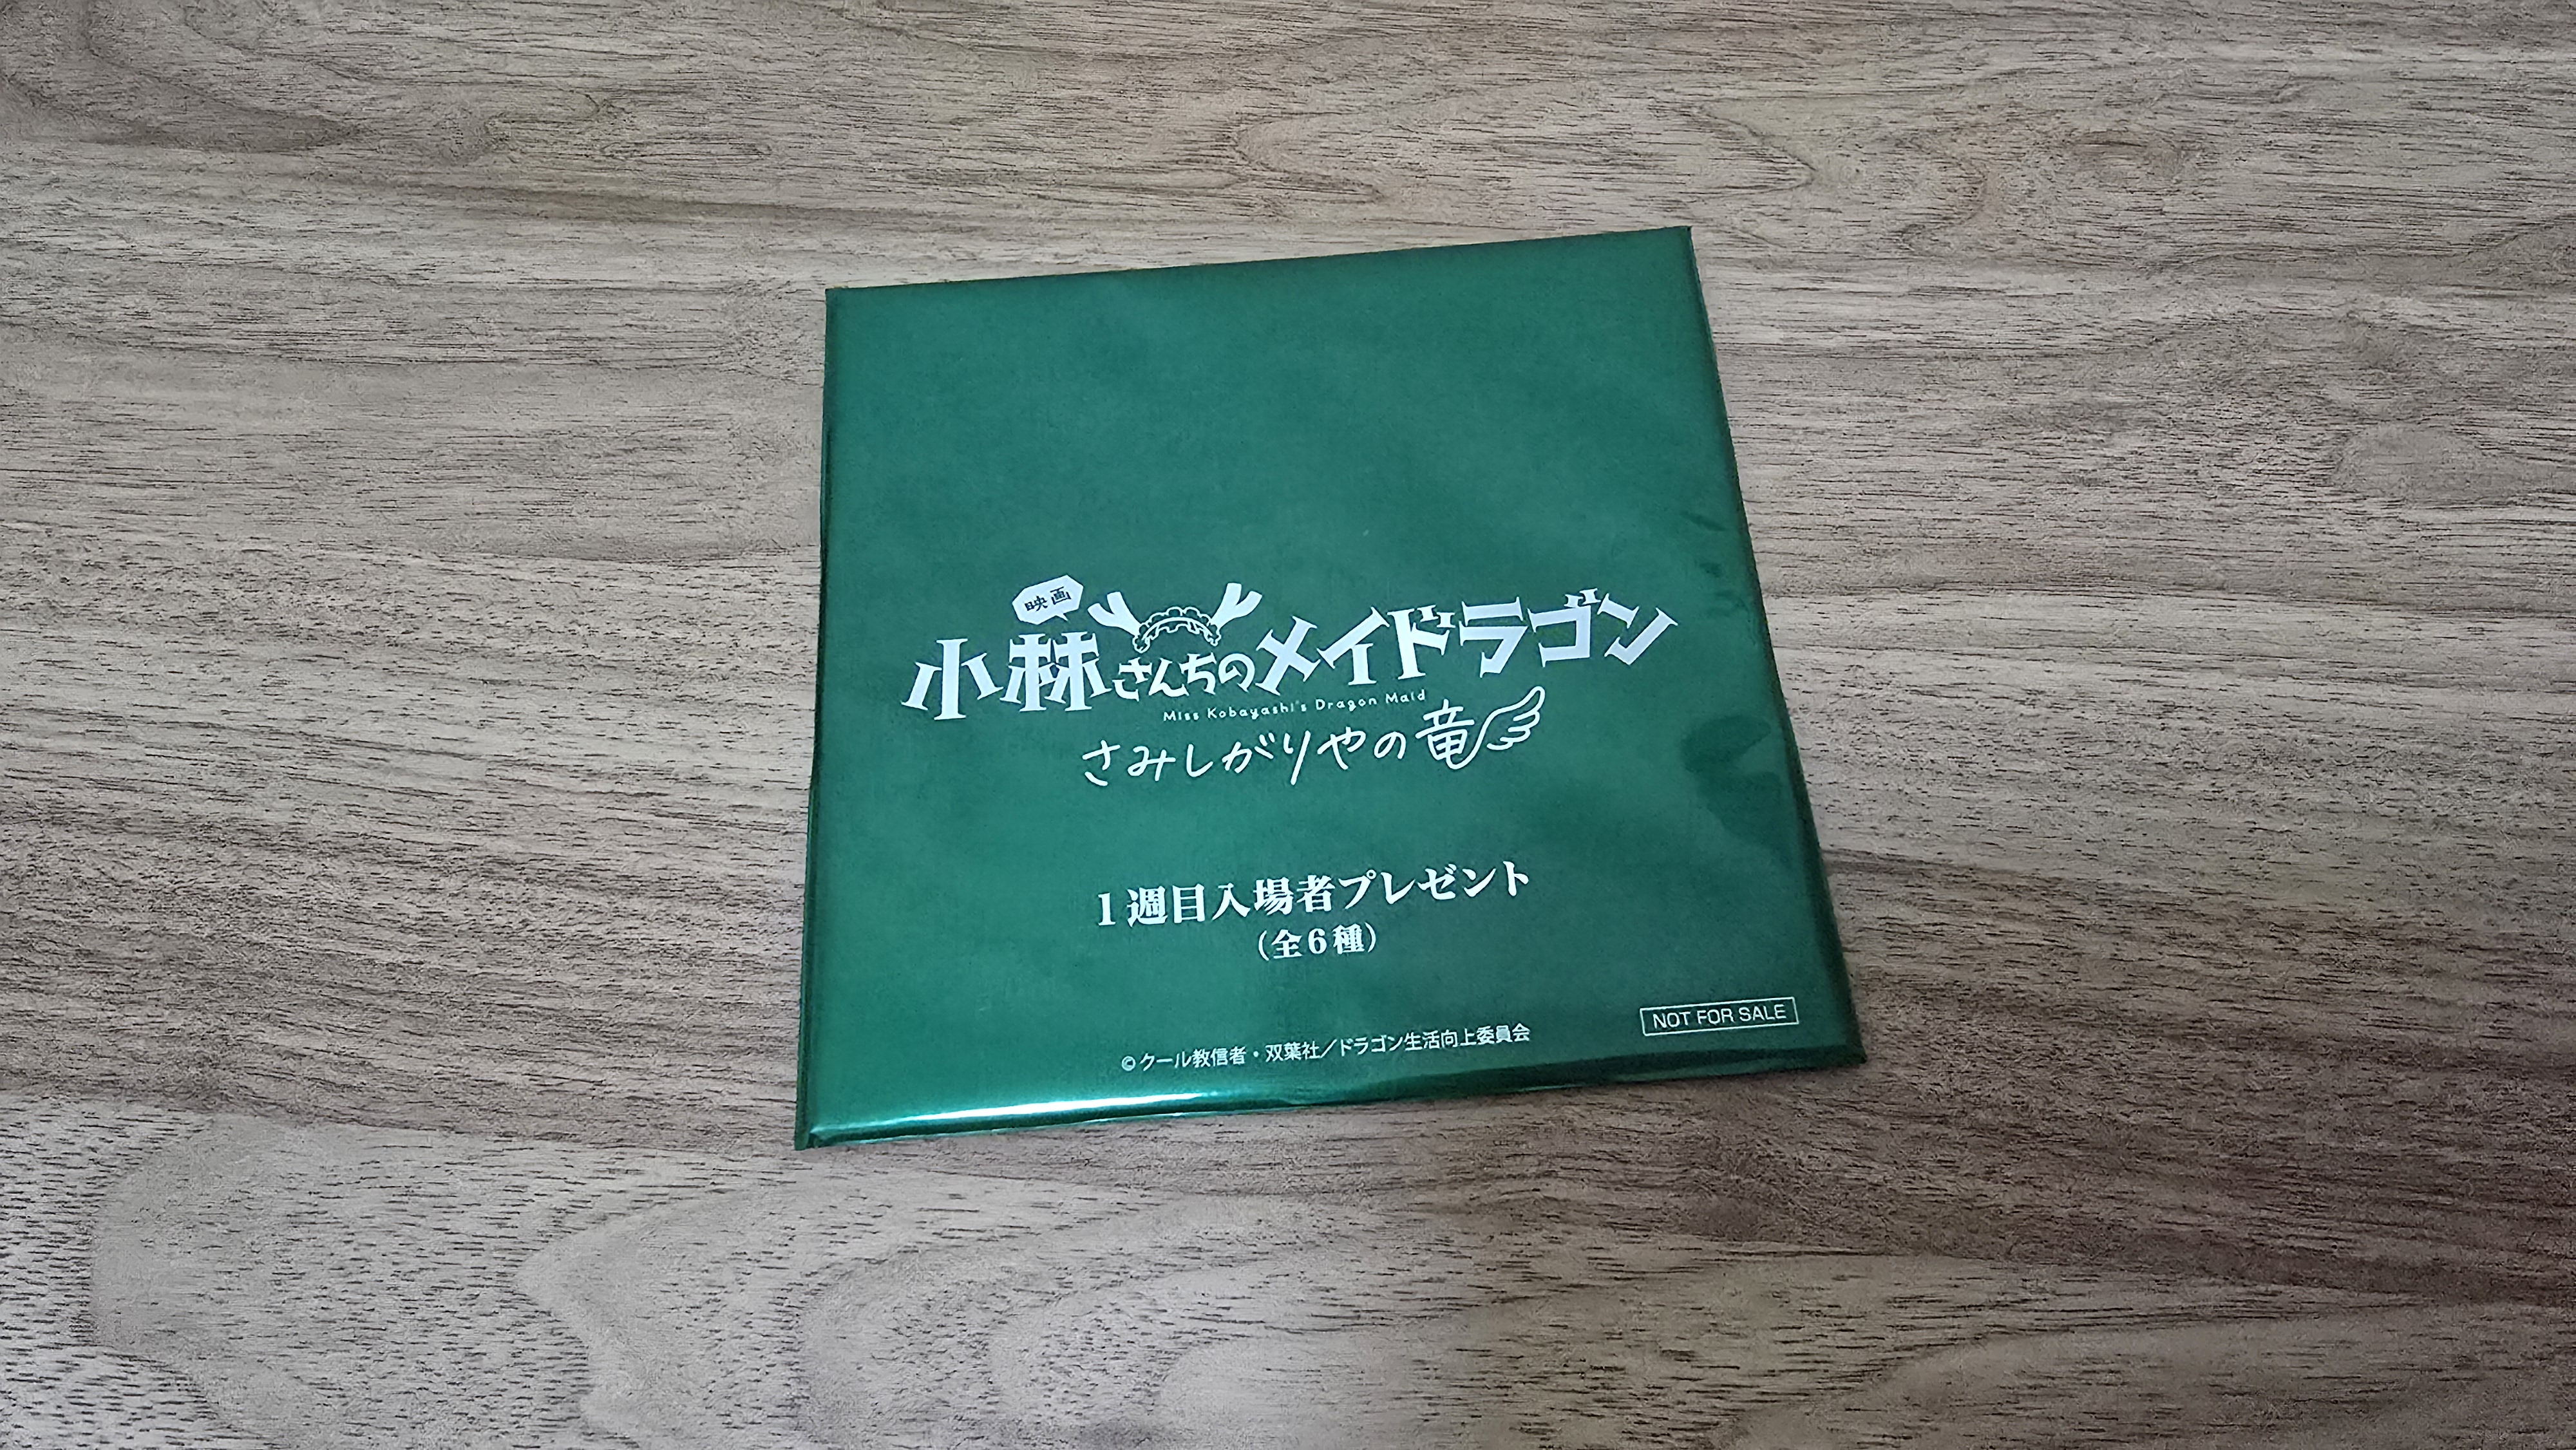 映画
小林さんちのメイドラゴン
Miss Kobayashi's Dragon Maid
さみしがりやの竜
1週目入場者プレゼント
(全6種)
NOT FOR SALE
©クール教信者・双葉社/ドラゴン生活向上委員会